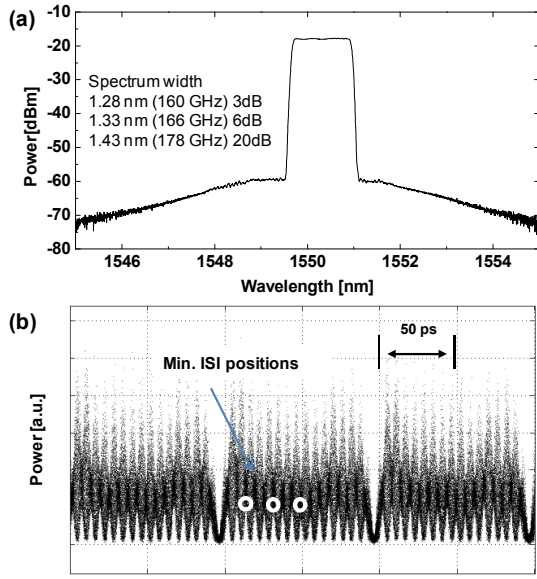 (a)
-10
-20
-30
-40
-50
-60
-70
-80
Power[dBm]
Spectrum width
1.28 nm (160 GHz) 3dB
1.33 nm (166 GHz) 6dB
1.43 nm (178 GHz) 20dB
1546
1548
1550
1552
1554
Wavelength [nm]
(b)
50 ps
Min. ISI positions
Power [a.u.]